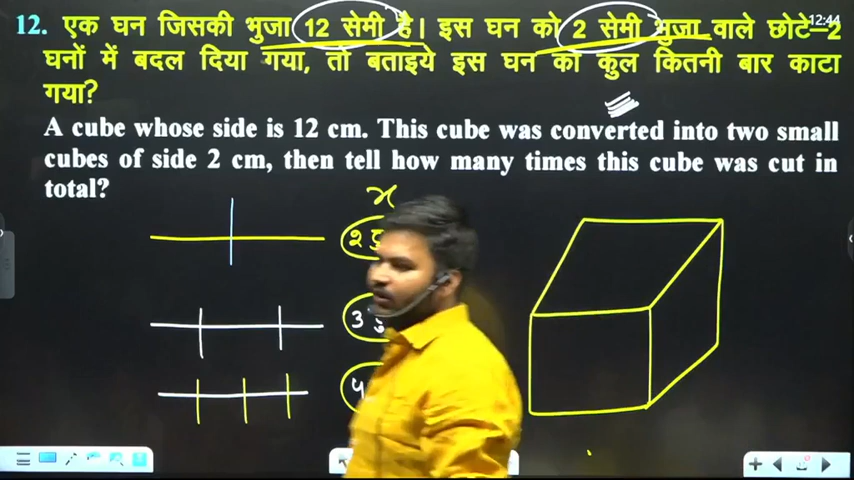 12:44
12. एक घन जिसकी भुजा 12 सेमी है। इस घन को 2 सेमी भुजा वाले छोटे–2
घनों में बदल दिया गया, तो बताइये इस घन को कुल कितनी बार काटा
गया?
A cube whose side is 12 cm. This cube was converted into two small
cubes of side 2 cm, then tell how many times this cube was cut in
total?
x
2
3